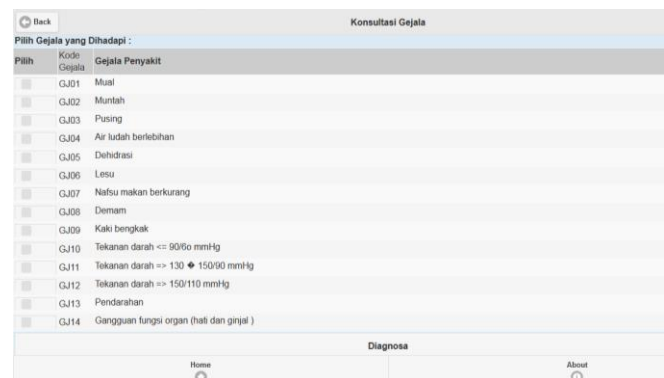 Back
Konsultasi Gejala
Pilih Gejala yang Dihadapi :
Pilih Kode Gejala Gejala Penyakit
GJ01 Mual
GJ02 Muntah
GJ03 Pusing
GJ04 Air ludah berlebihan
GJ05 Dehidrasi
GJ06 Lesu
GJ07 Nafsu makan berkurang
GJ08 Demam
GJ09 Kaki bengkak
GJ10 Tekanan darah <= 90/6o mmHg
GJ11 Tekanan darah => 130 � 150/90 mmHg
GJ12 Tekanan darah => 150/110 mmHg
GJ13 Pendarahan
GJ14 Gangguan fungsi organ (hati dan ginjal )
Diagnosa
Home About